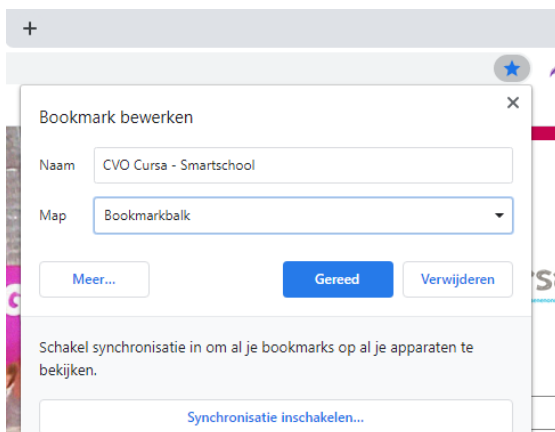 Bookmark bewerken
Naam CVO Cursa - Smartschool
Map Bookmarkbalk
Meer... Gereed Verwijderen
Schakel synchronisatie in om al je bookmarks op al je apparaten te
bekijken.
Synchronisatie inschakelen...